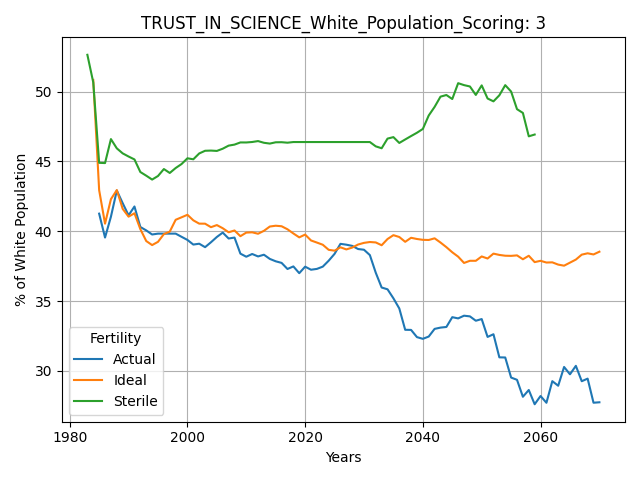 TRUST_IN_SCIENCE_White_Population_Scoring: 3
% of White Population
50
45
40
35
30
Fertility
Actual
Ideal
Sterile
1980 2000 2020 2040 2060
Years